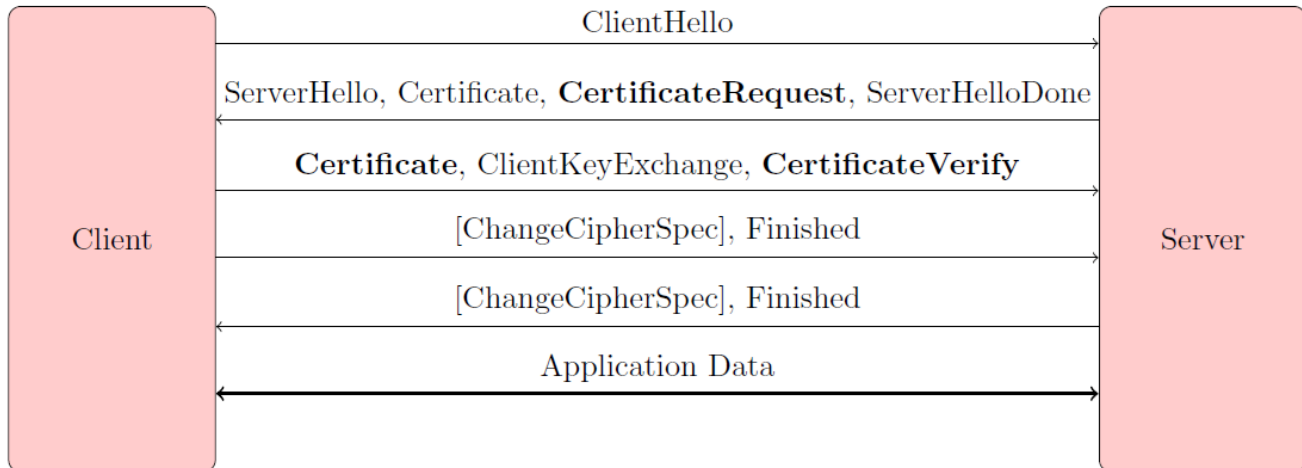 ClientHello
ServerHello, Certificate, CertificateRequest, ServerHelloDone
Certificate, ClientKeyExchange, CertificateVerify
[ChangeCipherSpec], Finished
Client
Server
[ChangeCipherSpec], Finished
Application Data